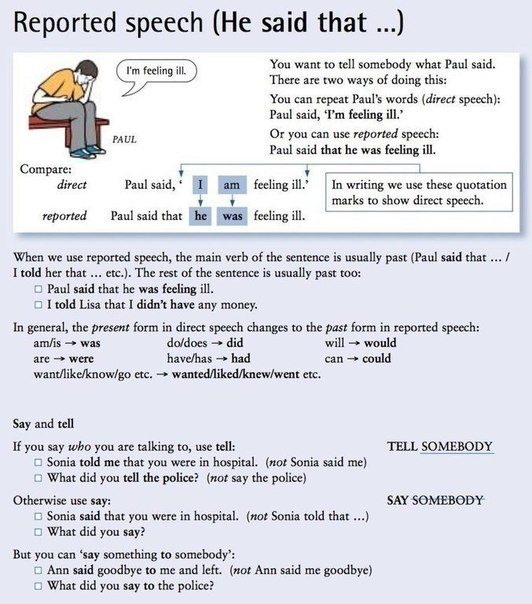 Reported speech (He said that ...)
I'm feeling ill.
PAUL
You want to tell somebody what Paul said.
There are two ways of doing this:
You can repeat Paul's words (direct speech):
Paul said, 'I'm feeling ill.'
Or you can use reported speech:
Paul said that he was feeling ill.
Compare:
direct Paul said, ' I am feeling ill.'
In writing we use these quotation
marks to show direct speech.
reported Paul said that he was feeling ill.
When we use reported speech, the main verb of the sentence is usually past (Paul said that ... /
I told her that ... etc.). The rest of the sentence is usually past too:
□ Paul said that he was feeling ill.
□ I told Lisa that I didn't have any money.
In general, the present form in direct speech changes to the past form in reported speech:
am/is → was do/does → did will → would
are → were have/has → had can → could
want/like/know/go etc. → wanted/liked/knew/went etc.
Say and tell
If you say who you are talking to, use tell: TELL SOMEBODY
□ Sonia told me that you were in hospital. (not Sonia said me)
□ What did you tell the police? (not say the police)
Otherwise use say: SAY SOMEBODY
□ Sonia said that you were in hospital. (not Sonia told that ...)
□ What did you say?
But you can 'say something to somebody':
□ Ann said goodbye to me and left. (not Ann said me goodbye)
□ What did you say to the police?